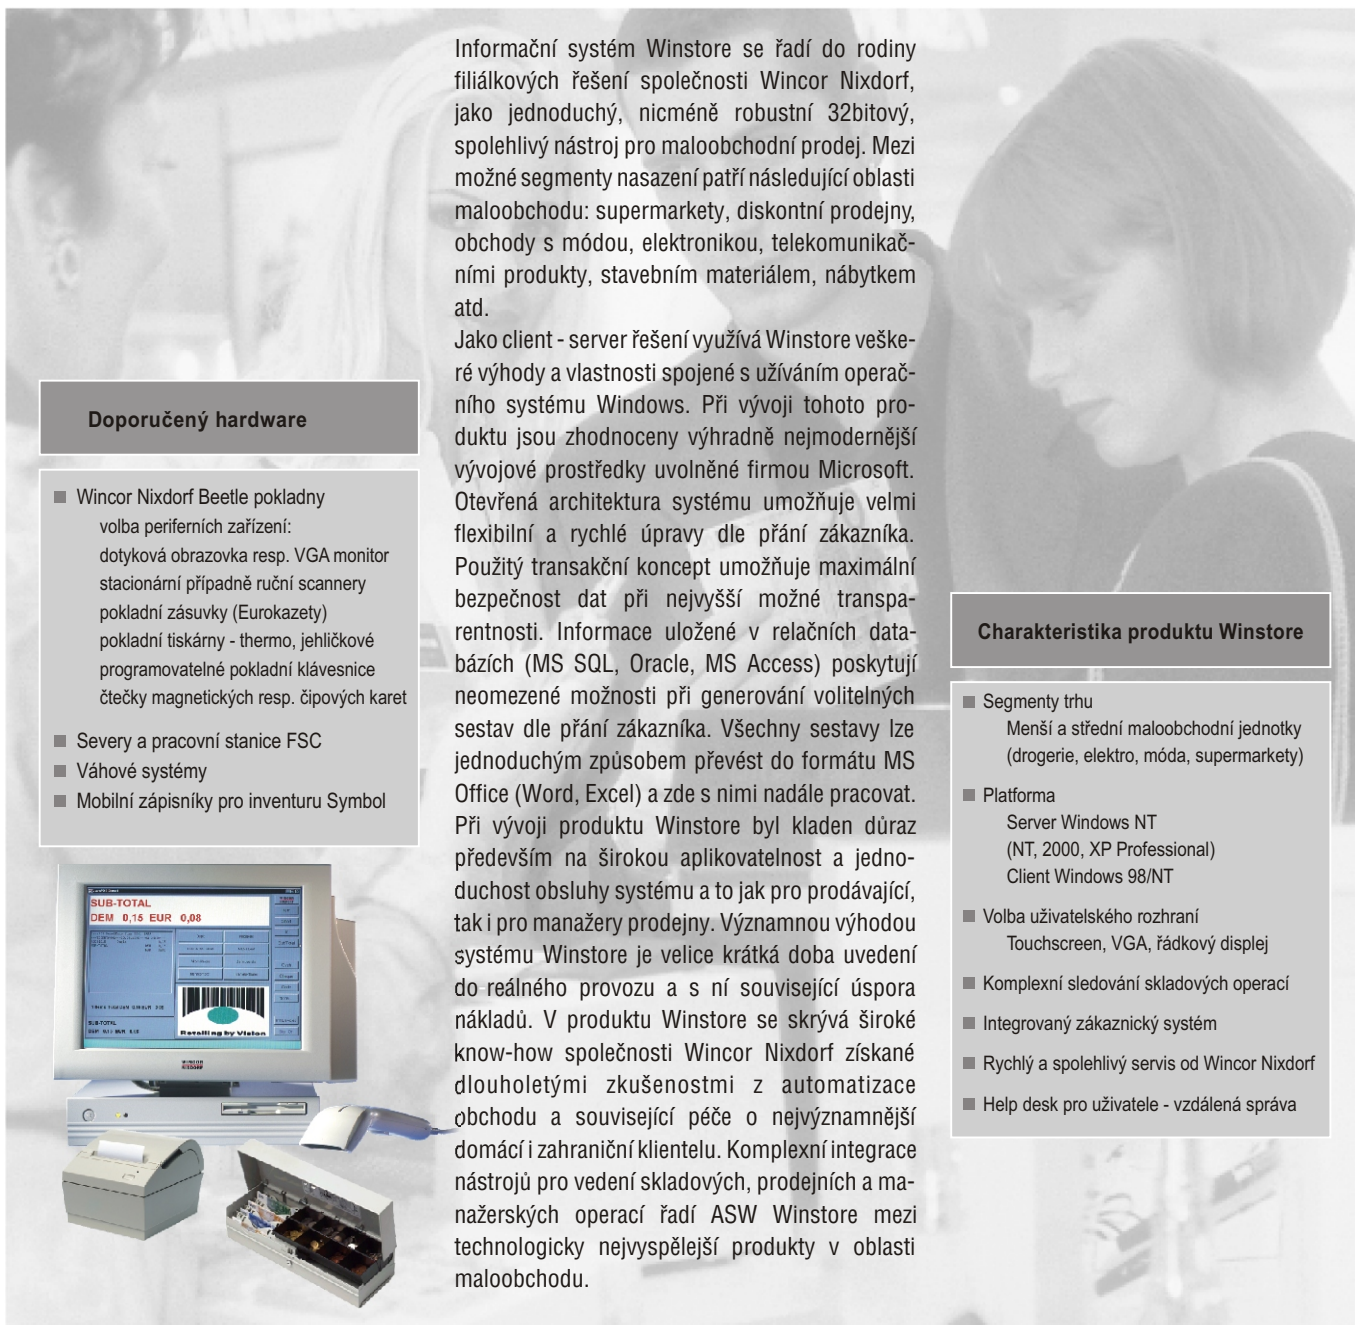 Informační systém Winstore se řadí do rodiny
filiálkových řešení společnosti Wincor Nixdorf,
jako jednoduchý, nicméně robustní 32bitový,
spolehlivý nástroj pro maloobchodní prodej. Mezi
možné segmenty nasazení patří následující oblasti
maloobchodu: supermarkety, diskontní prodejny,
obchody s módou, elektronikou, telekomunikač-
ními produkty, stavebním materiálem, nábytkem
atd.
Jako client - server řešení využívá Winstore veške-
ré výhody a vlastnosti spojené s užíváním operač-
ního systému Windows. Při vývoji tohoto pro-
duktu jsou zhodnoceny výhradně nejmodernější
vývojové prostředky uvolněné firmou Microsoft.
Otevřená architektura systému umožňuje velmi
flexibilní a rychlé úpravy dle přání zákazníka.
Použitý transakční koncept umožňuje maximální
bezpečnost dat při nejvyšší možné transpa-
rentnosti. Informace uložené v relačních data-
bázích (MS SQL, Oracle, MS Access) poskytují
neomezené možnosti při generování volitelných
sestav dle přání zákazníka. Všechny sestavy lze
jednoduchým způsobem převést do formátu MS
Office (Word, Excel) a zde s nimi nadále pracovat.
Při vývoji produktu Winstore byl kladen důraz
především na širokou aplikovatelnost a jedno-
duchost obsluhy systému a to jak pro prodávající,
tak i pro manažery prodejny. Významnou výhodou
systému Winstore je velice krátká doba uvedení
do reálného provozu a s ní související úspora
nákladů. V produktu Winstore se skrývá široké
know-how společnosti Wincor Nixdorf získané
dlouholetými zkušenostmi z automatizace
obchodu a související péče o nejvýznamnější
domácí i zahraniční klientelu. Komplexní integrace
nástrojů pro vedení skladových, prodejních a ma-
nažerských operací řadí ASW Winstore mezi
technologicky nejvyspělejší produkty v oblasti
maloobchodu.
Doporučený hardware
Wincor Nixdorf Beetle pokladny
volba periferních zařízení:
dotyková obrazovka resp. VGA monitor
stacionární případně ruční scannery
pokladní zásuvky (Eurokazety)
pokladní tiskárny - thermo, jehličkové
programovatelné pokladní klávesnice
čtečky magnetických resp. čipových karet
Severy a pracovní stanice FSC
Váhové systémy
Mobilní zápisníky pro inventuru Symbol
SUB-TOTAL
DEM 0,15 EUR 0,08
Retailing by Vision
SUB-TOTAL
WINCOR
NIXDORF
Charakteristika produktu Winstore
Segmenty trhu
Menší a střední maloobchodní jednotky
(drogerie, elektro, móda, supermarkety)
Platforma
Server Windows NT
(NT, 2000, XP Professional)
Client Windows 98/NT
Volba uživatelského rozhraní
Touchscreen, VGA, řádkový displej
Komplexní sledování skladových operací
Integrovaný zákaznický systém
Rychlý a spolehlivý servis od Wincor Nixdorf
Help desk pro uživatele - vzdálená správa